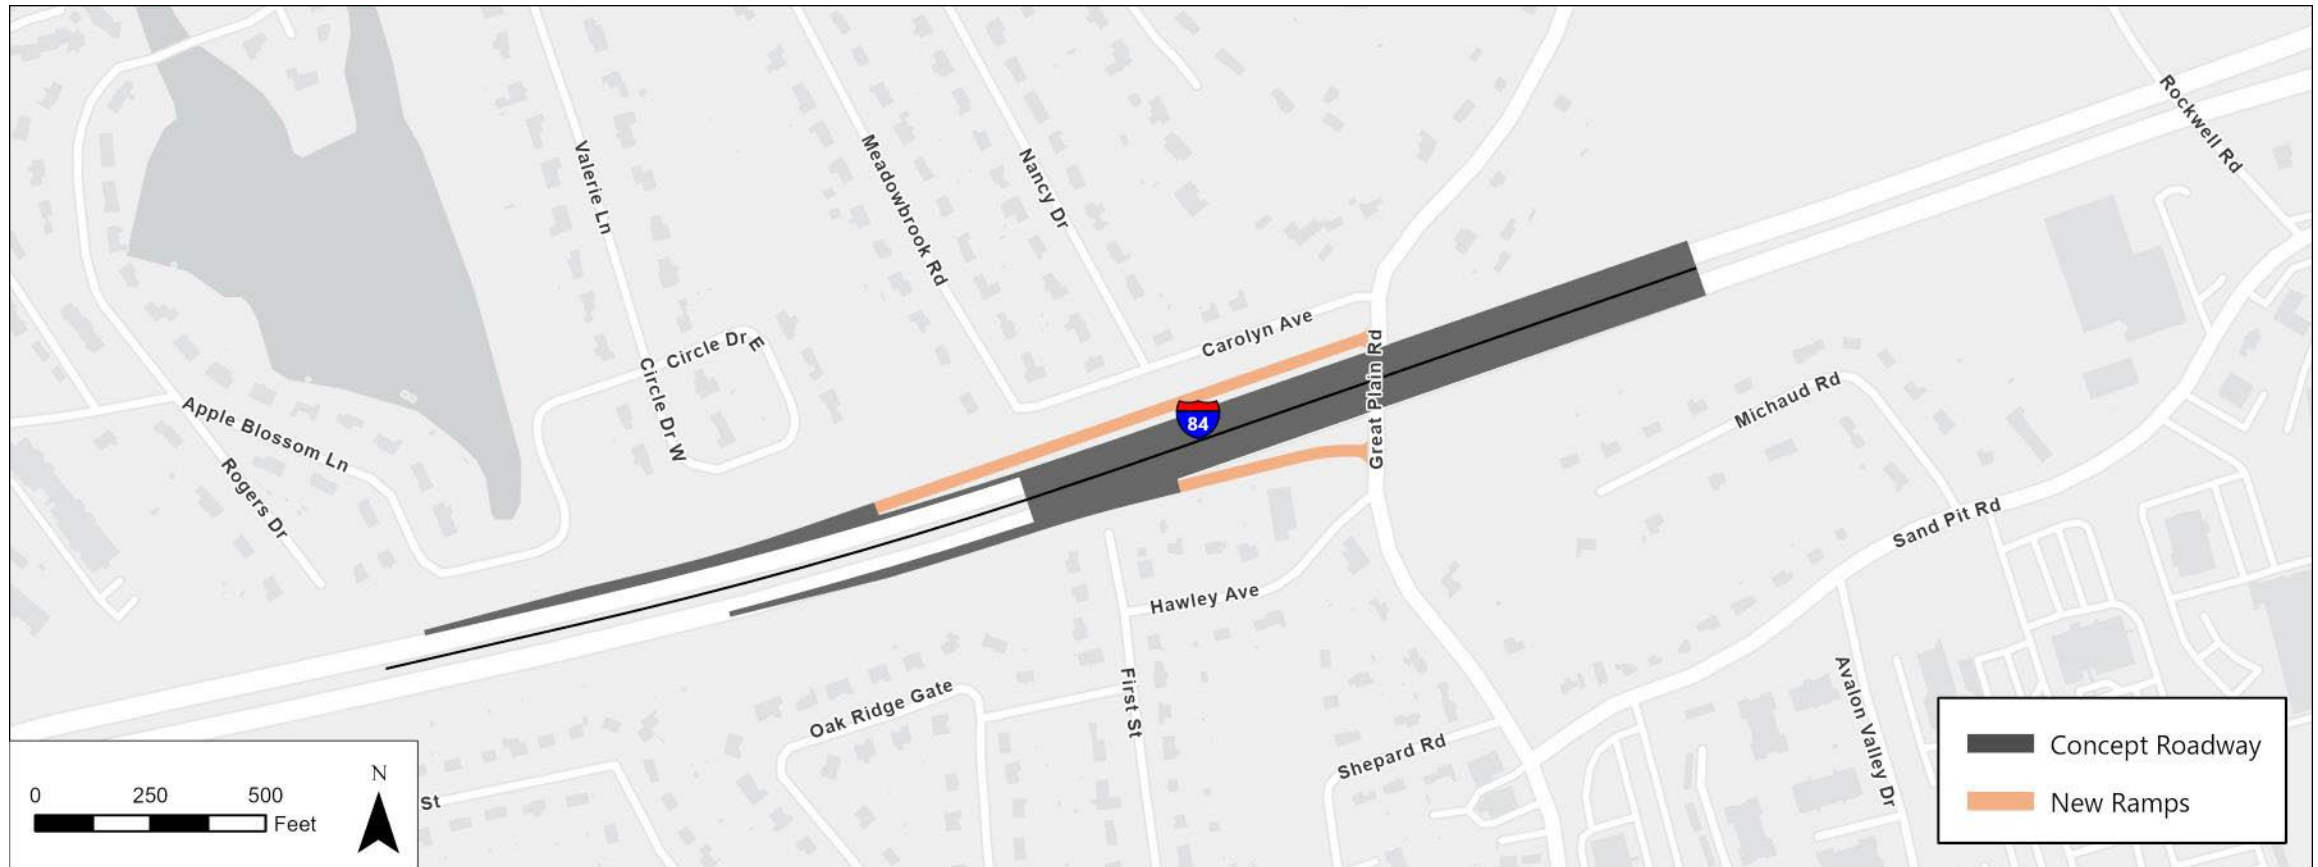 Rockwell Rd
Valerie Ln
Meadowbrook Rd
Nancy Dr
Carolyn Ave
Circle Dr E
Circle Dr W
Great Plain Rd
84
Michaud Rd
Apple Blossom Ln
Rogers Dr
Sand Pit Rd
Hawley Ave
First St
Oak Ridge Gate
Shepard Rd
Avalon Valley Dr
St
0 250 500
Feet
N
Concept Roadway
New Ramps